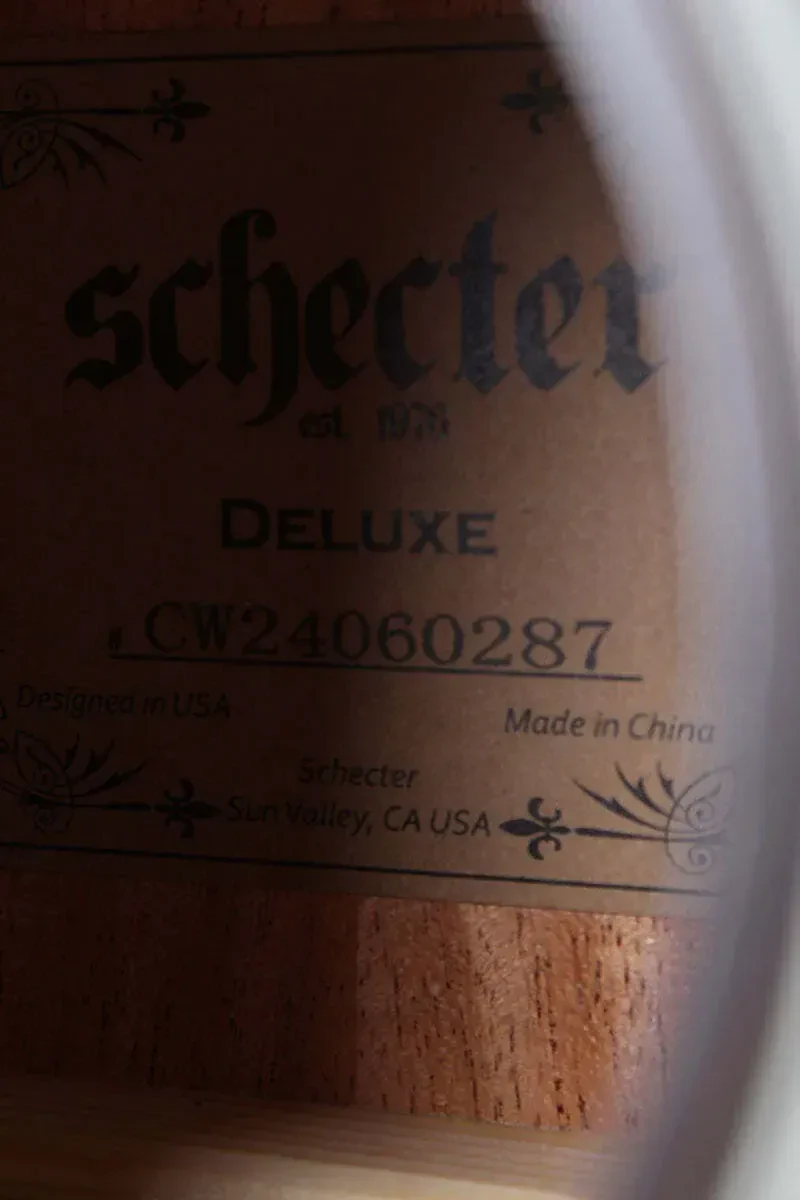 schecter
est. 1976
DELUXE
# CW24060287
Designed in USA
Made in China
Schecter
Sun Valley, CA USA